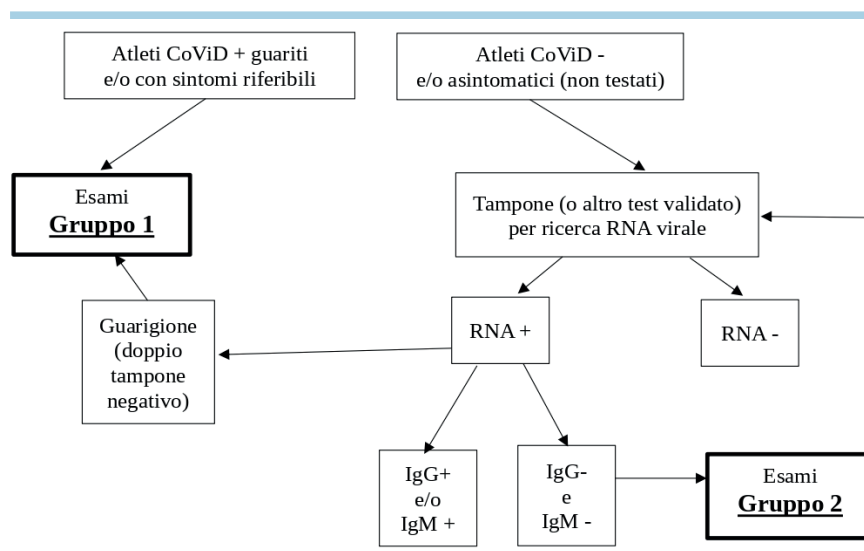 Atleti CoViD + guariti
e/o con sintomi riferibili
Atleti CoViD -
e/o asintomatici (non testati)
Esami
Gruppo 1
Tampone (o altro test validato)
per ricerca RNA virale
Guarigione
(doppio
tampone
negativo)
RNA +
RNA -
IgG+
e/o
IgM +
IgG-
e
IgM -
Esami
Gruppo 2